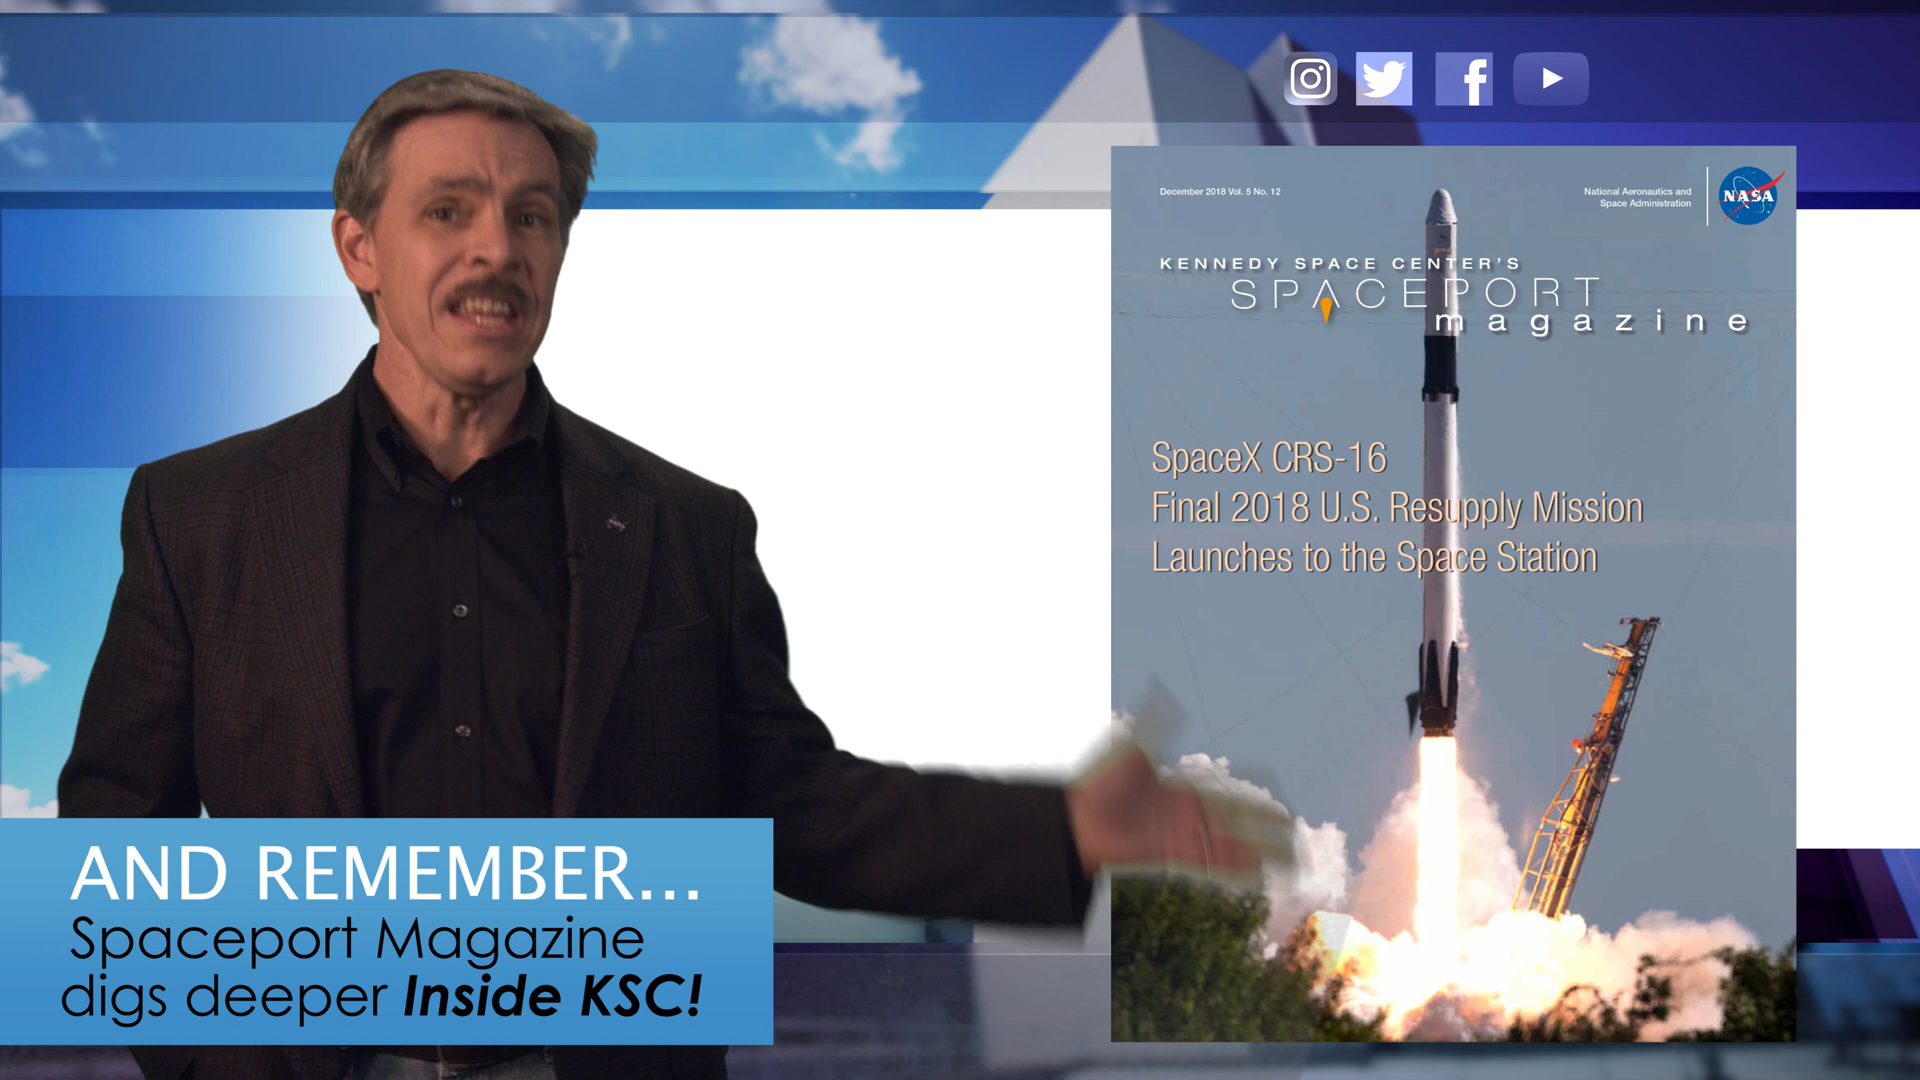 December 2018 Vol. 5 No. 12
National Aeronautics and
Space Administration
NASA
KENNEDY SPACE CENTER'S
SPACEPORT
magazine
SpaceX CRS-16
Final 2018 U.S. Resupply Mission
Launches to the Space Station
AND REMEMBER...
Spaceport Magazine
digs deeper Inside KSC!